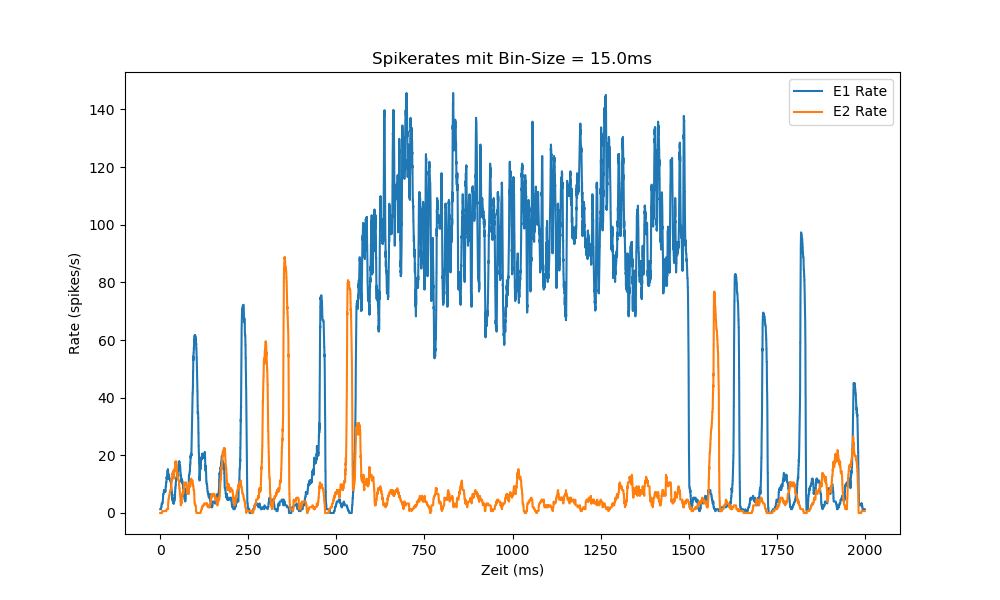 Spikerates mit Bin-Size = 15.0ms
E1 Rate
E2 Rate
140
120
100
80
60
40
20
0
Rate (spikes/s)
0 250 500 750 1000 1250 1500 1750 2000
Zeit (ms)